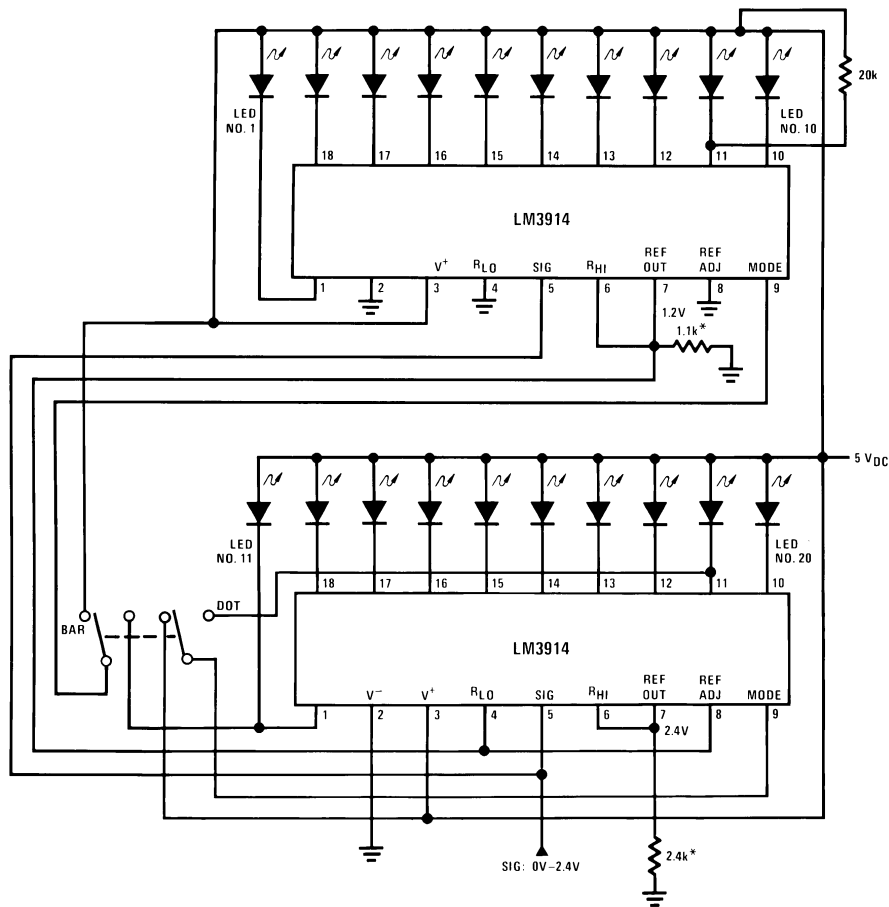 20k
LED
NO. 1
LED
NO. 10
18 17 16 15 14 13 12 11 10
LM3914
V+ RLO SIG RHI REF OUT REF ADJ MODE
1 2 3 4 5 6 7 8 9
1.2V
1.1k*
5 VDC
LED
NO. 11
LED
NO. 20
18 17 16 15 14 13 12 11 10
DOT
BAR
LM3914
V− V+ RLO SIG RHI REF OUT REF ADJ MODE
1 2 3 4 5 6 7 8 9
2.4V
2.4k*
SIG: 0V–2.4V